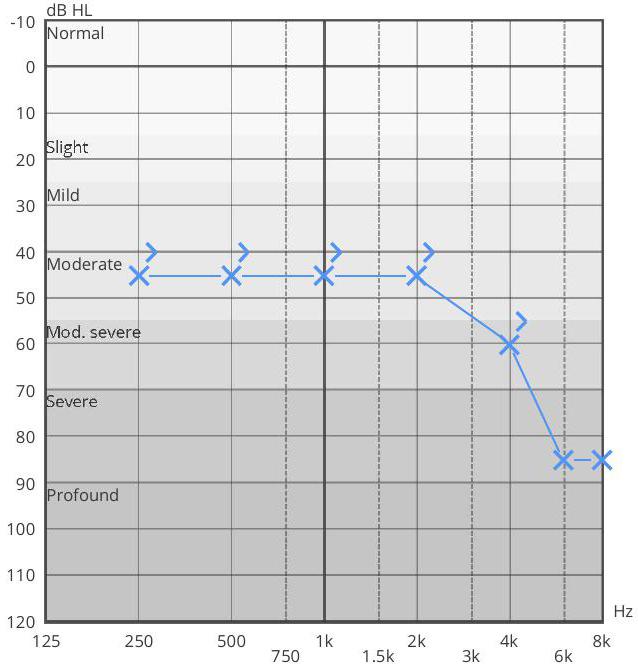 dB HL
-10
Normal
0
10
Slight
20
Mild
30
40
Moderate
50
Mod. severe
60
70
Severe
80
90
Profound
100
110
120
Hz
125 250 500 1k 2k 4k 8k
750 1.5k 3k 6k